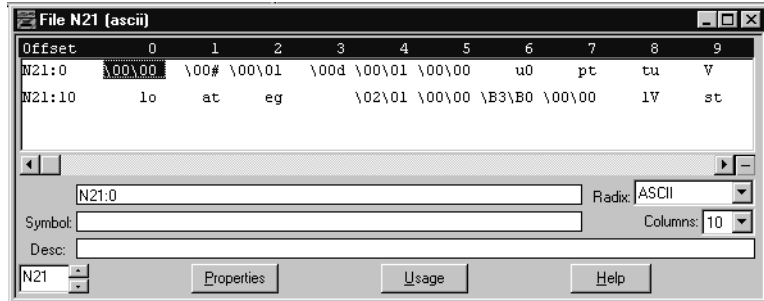 File N21 (ascii)
Offset 0 1 2 3 4 5 6 7 8 9
N21:0 \00\00 \00# \00\01 \00d \00\01 \00\00 u0 pt tu V
N21:10 lo at eg \02\01 \00\00 \B3\B0 \00\00 lV st
N21:0 Radix: ASCII
Symbol: Columns: 10
Desc:
N21 Properties Usage Help